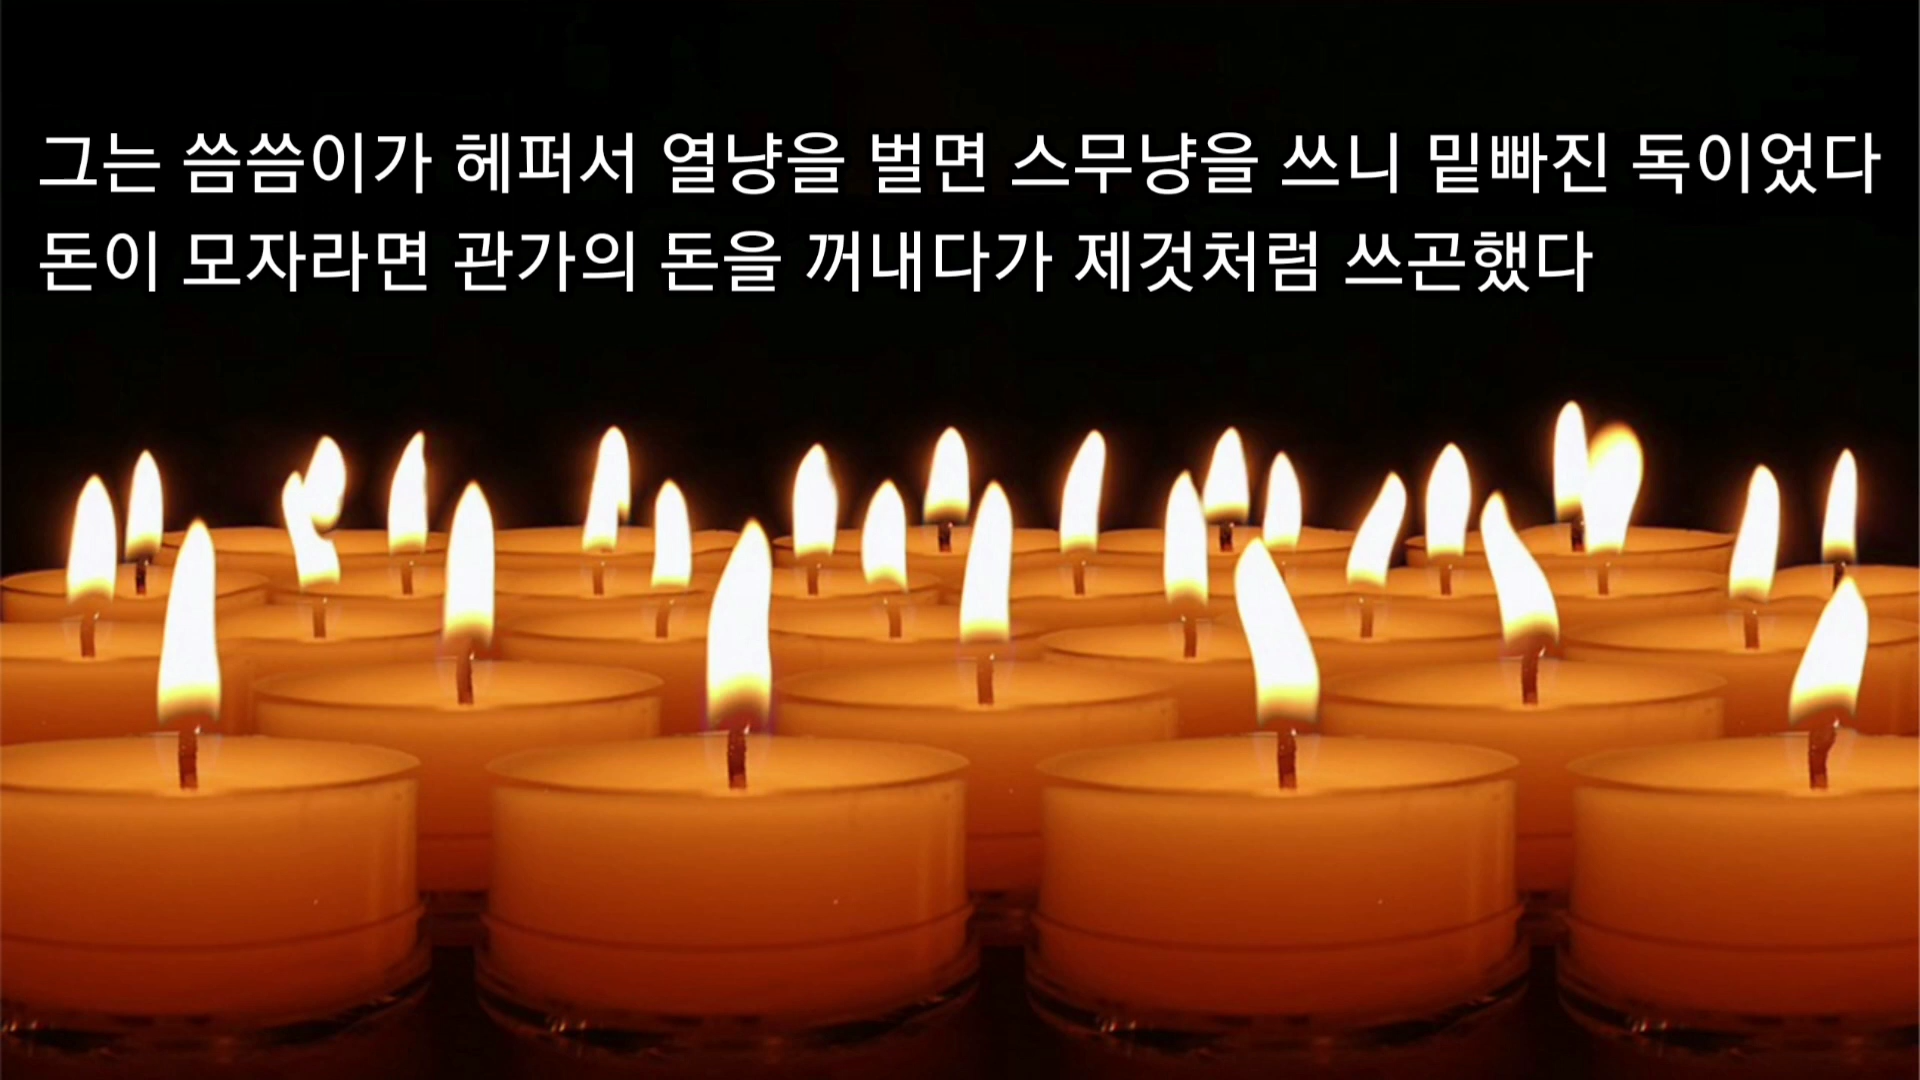 그는 씀씀이가 헤퍼서 열냥을 벌면 스무냥을 쓰니 밑빠진 독이었다
돈이 모자라면 관가의 돈을 꺼내다가 제것처럼 쓰곤했다